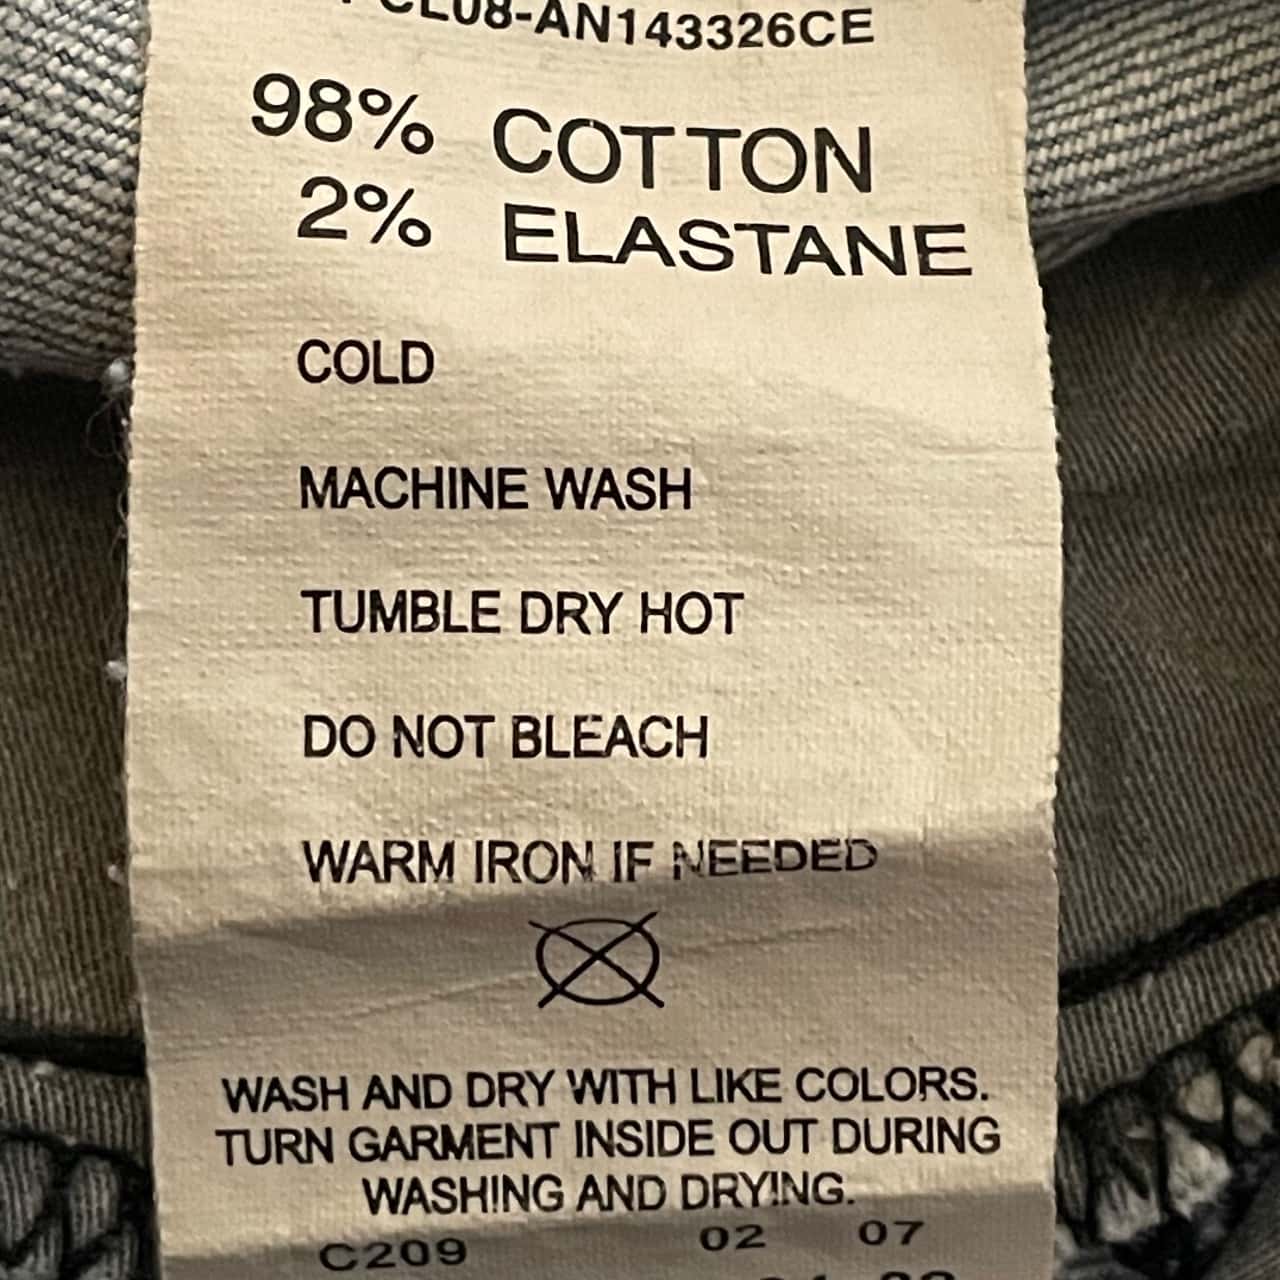 CL08-AN143326CE
98% COTTON
2% ELASTANE
COLD
MACHINE WASH
TUMBLE DRY HOT
DO NOT BLEACH
WARM IRON IF NEEDED
WASH AND DRY WITH LIKE COLORS.
TURN GARMENT INSIDE OUT DURING
WASHING AND DRYING.
C209 02 07